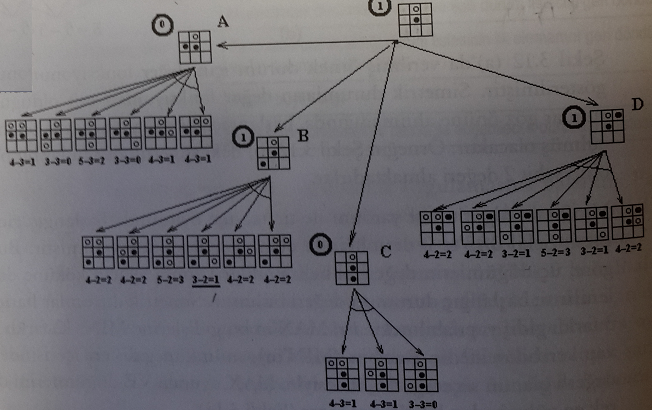 1
0 A
4–3=1 3–3=0 5–3=2 3–3=0 4–3=1 4–3=1
1 B
4–2=2 4–2=2 5–2=3 3–2=1 4–2=2 4–2=2
1 D
4–2=2 4–2=2 3–2=1 5–2=3 3–2=1 4–2=2
0 C
4–3=1 4–3=1 3–3=0